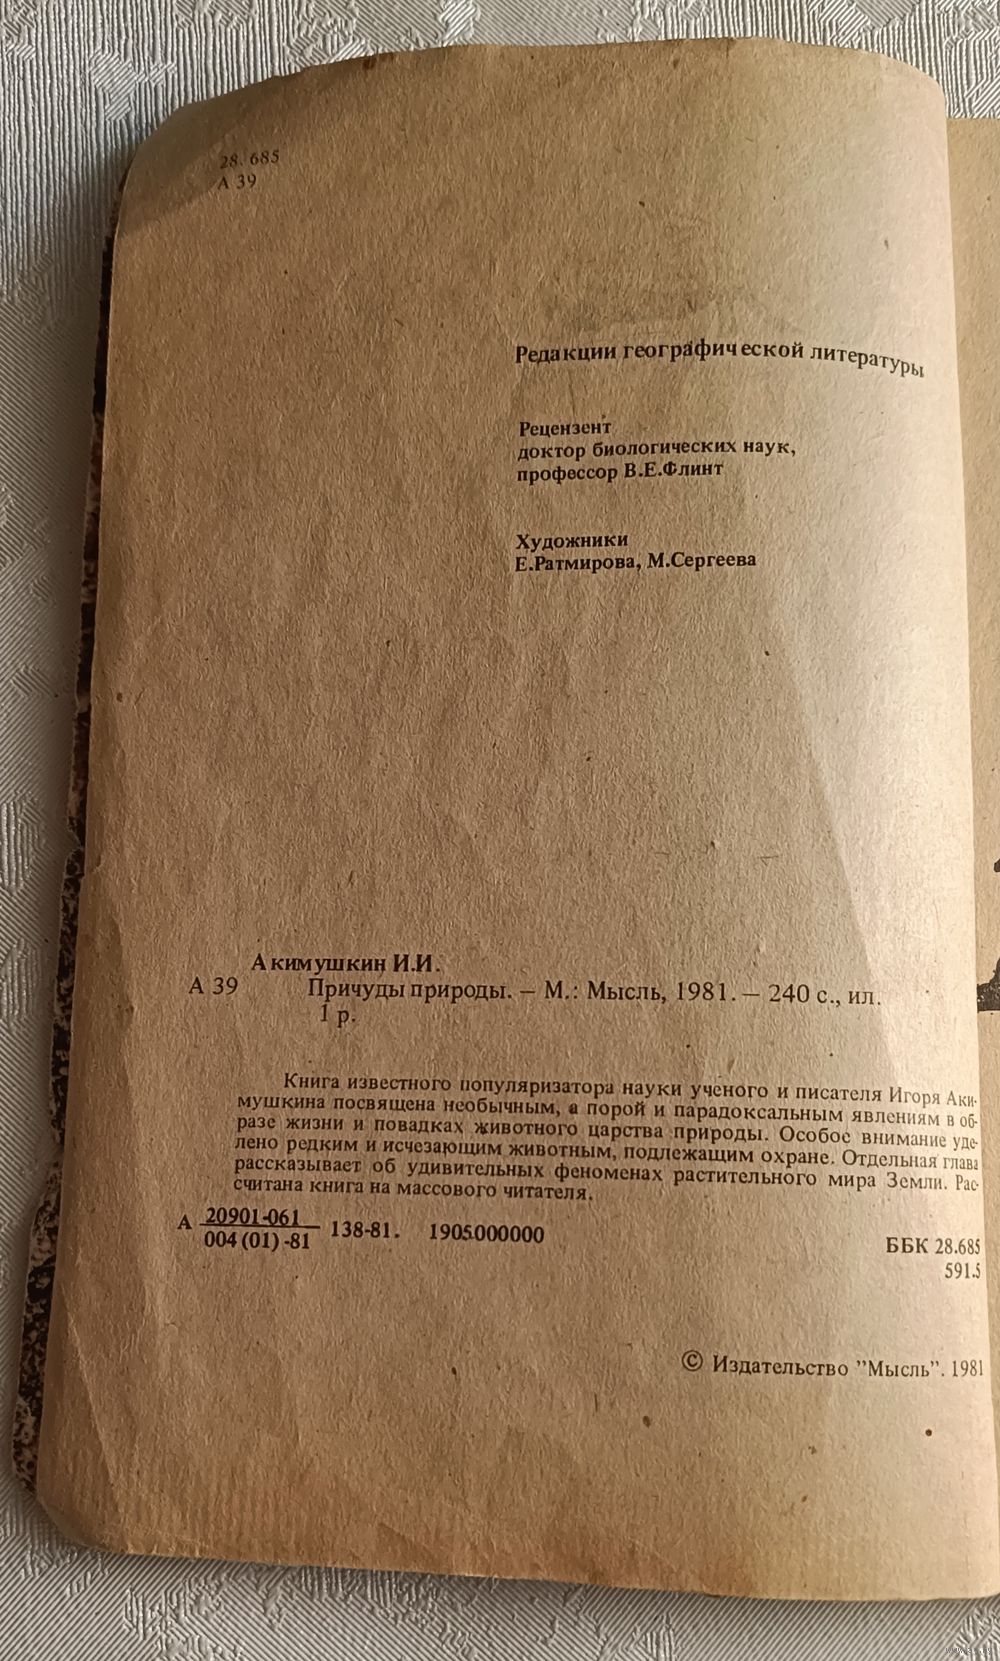 28. 685
А 39
Редакции географической литературы
Рецензент
доктор биологических наук,
профессор В.Е.Флинт
Художники
Е.Ратмирова, М.Сергеева
Акимушкин И.И.
А 39 Причуды природы. – М.: Мысль, 1981. – 240 с., ил.
1 р.
Книга известного популяризатора науки ученого и писателя Игоря Аки-
мушкина посвящена необычным, а порой и парадоксальным явлениям в об-
разе жизни и повадках животного царства природы. Особое внимание уде-
лено редким и исчезающим животным, подлежащим охране. Отдельная глава
рассказывает об удивительных феноменах растительного мира Земли. Рас-
считана книга на массового читателя.
А 20901-061 138-81. 1905000000
004 (01) -81
ББК 28.685
591.5
© Издательство "Мысль". 1981